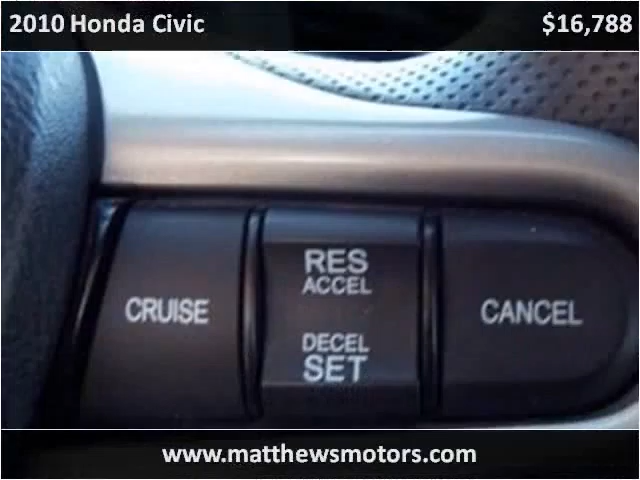 2010 Honda Civic $16,788
CRUISE
RES
ACCEL
DECEL
SET
CANCEL
www.matthewsmotors.com